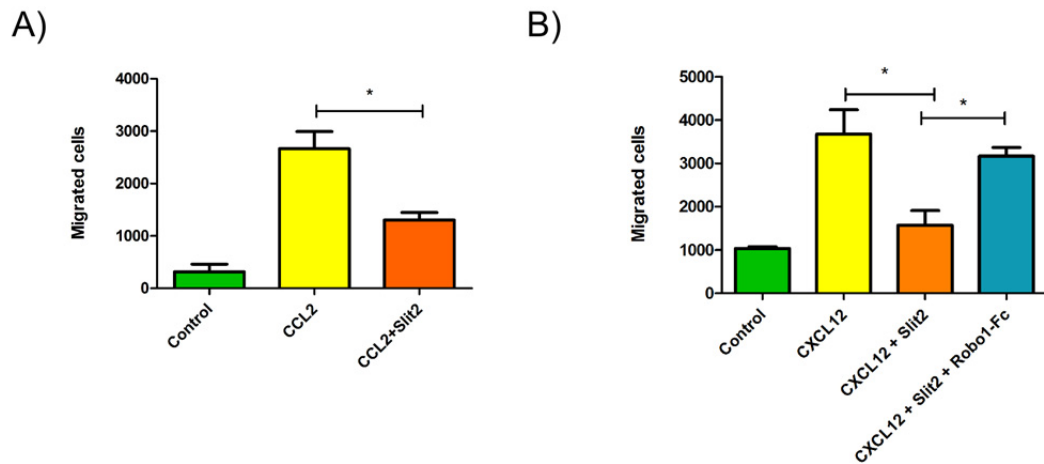 A)
4000
3000
2000
1000
0
Migrated cells
*
Control
CCL2
CCL2+Slit2
B)
5000
4000
3000
2000
1000
0
Migrated cells
*
*
Control
CXCL12
CXCL12 + Slit2
CXCL12 + Slit2 + Robo1-Fc